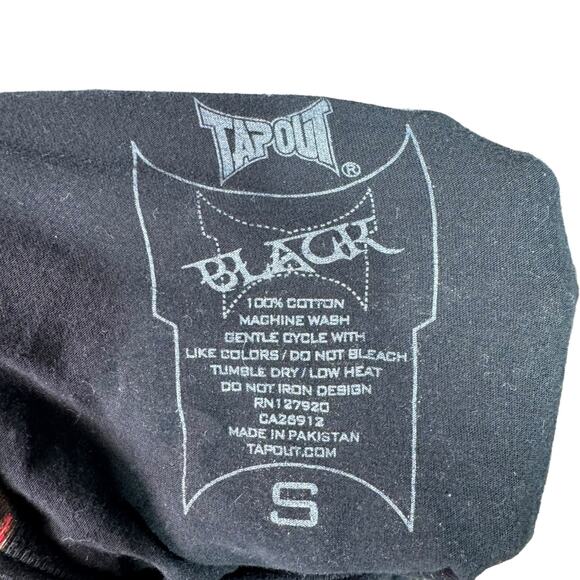 TAPOUT®
BLACK
100% COTTON
MACHINE WASH
GENTLE CYCLE WITH
LIKE COLORS / DO NOT BLEACH
TUMBLE DRY / LOW HEAT
DO NOT IRON DESIGN
RN127920
CA26912
MADE IN PAKISTAN
TAPOUT.COM
S